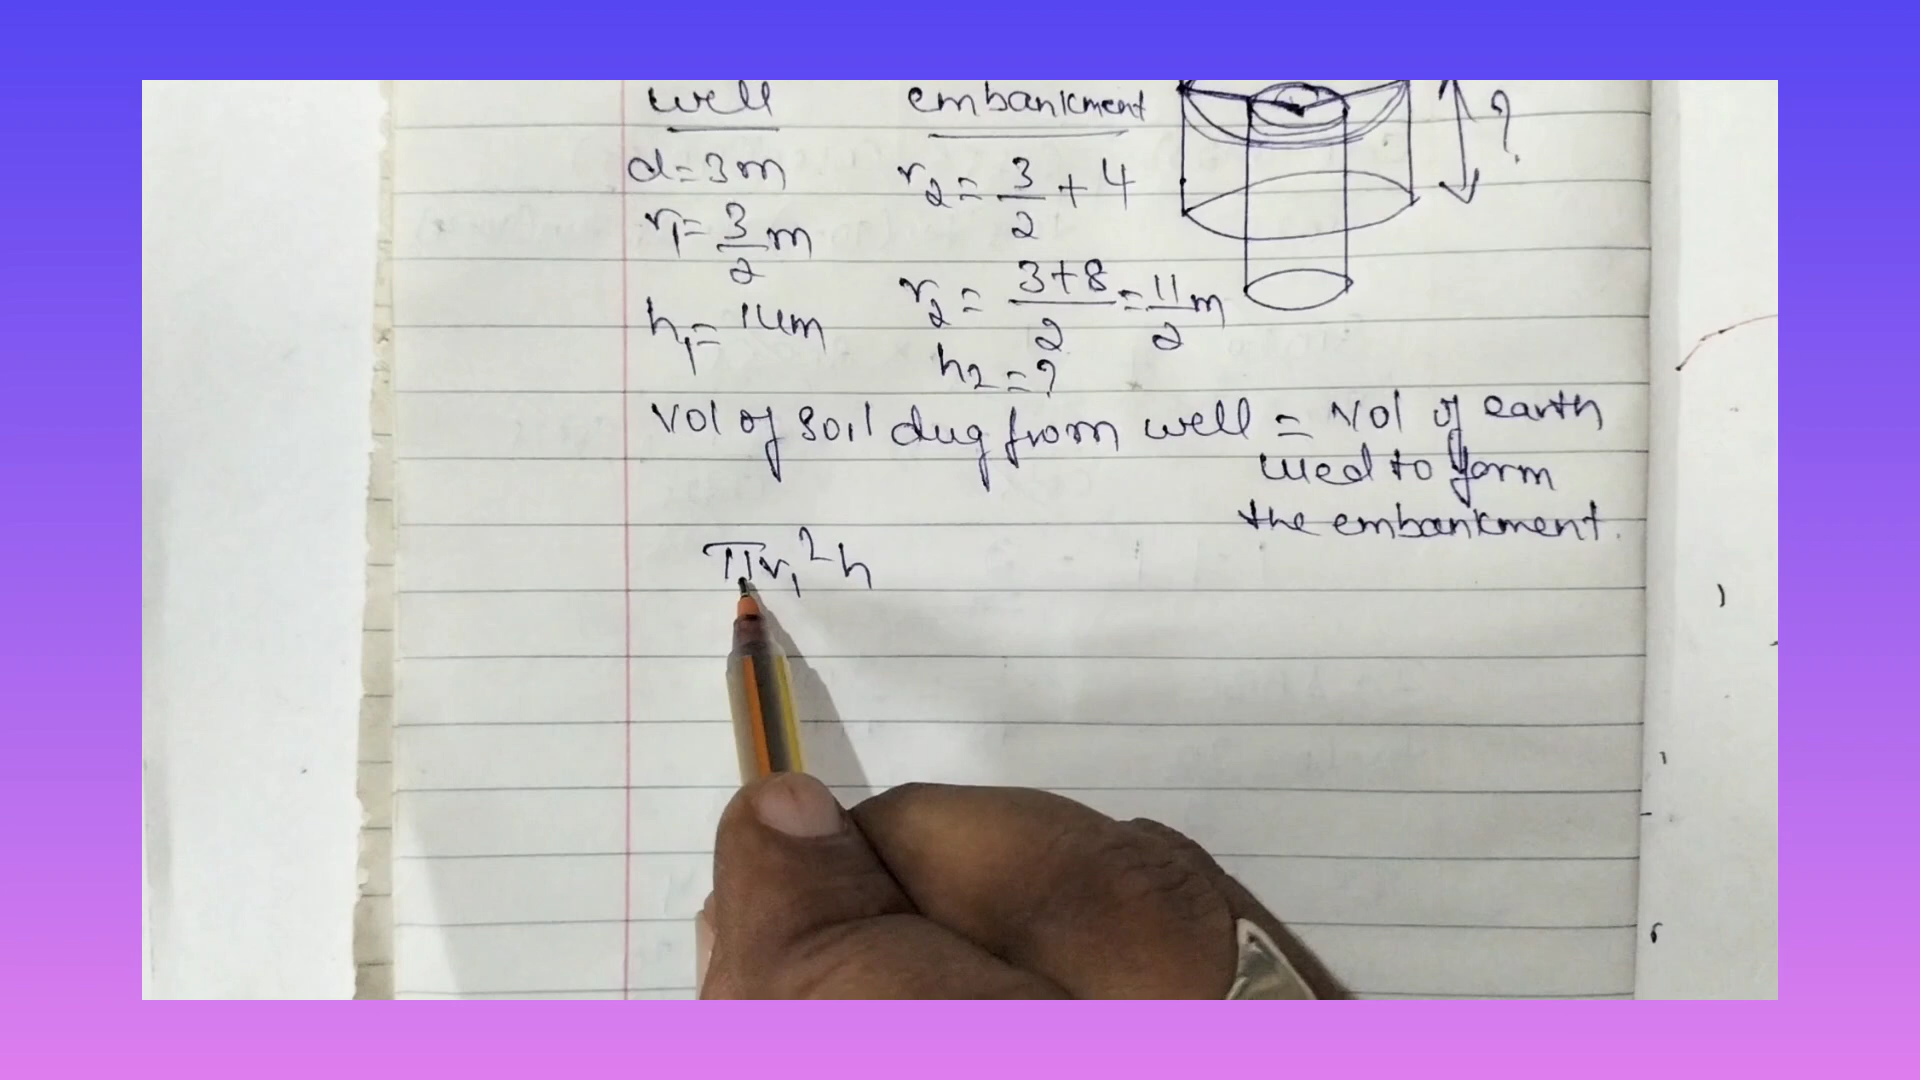 well embankment
d=3m r2 = 3/2 + 4
r1 = 3/2 m
r2 = 3+8/2 = 11/2 m
h1 = 14m
h2 = ?
?
Vol of soil dug from well = Vol of earth
used to form
the embankment.
πr1²h